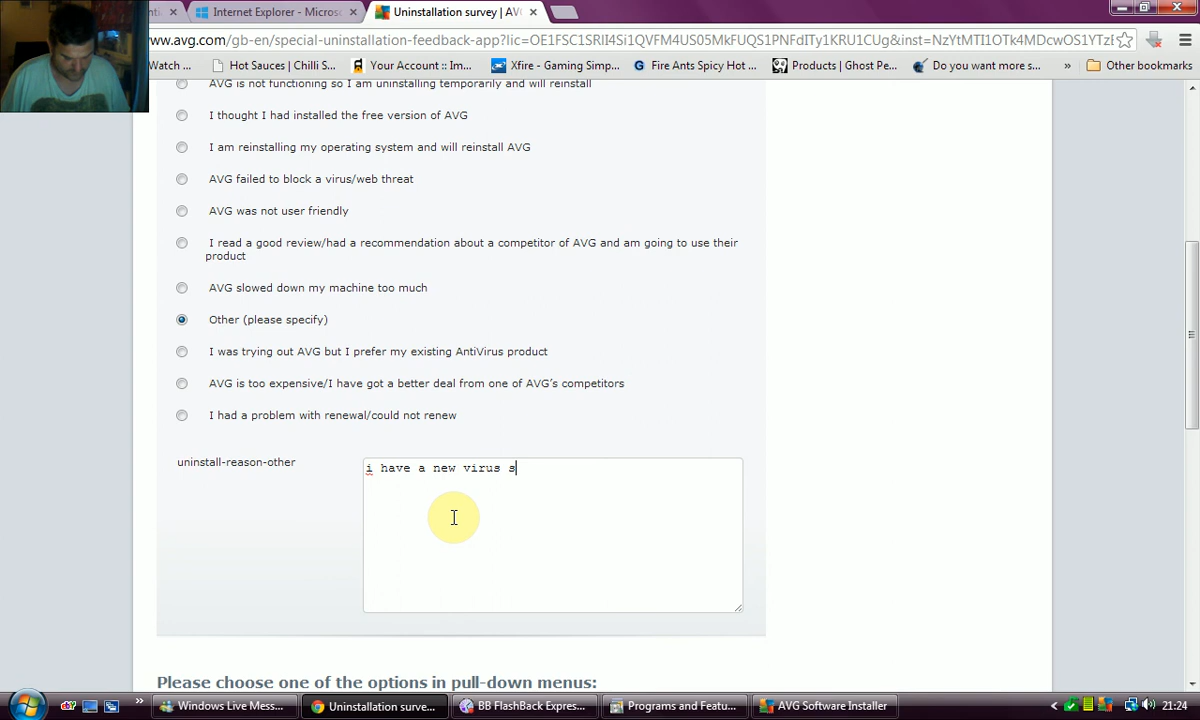 Internet Explorer - Micros
Uninstallation survey | AV
www.avg.com/gb-en/special-uninstallation-feedback-app?
Watch ...
Hot Sauces | Chilli S...
Your Account :: Im...
Xfire - Gaming Simp...
Fire Ants Spicy Hot ...
Products | Ghost Pe...
Do you want more s...
»
Other bookmarks
AVG is not functioning so I am uninstalling temporarily and will reinstall
I thought I had installed the free version of AVG
I am reinstalling my operating system and will reinstall AVG
AVG failed to block a virus/web threat
AVG was not user friendly
I read a good review/had a recommendation about a competitor of AVG and am going to use their
product
AVG slowed down my machine too much
Other (please specify)
I was trying out AVG but I prefer my existing AntiVirus product
AVG is too expensive/I have got a better deal from one of AVG's competitors
I had a problem with renewal/could not renew
uninstall-reason-other
i have a new virus s
Please choose one of the options in pull-down menus:
» Windows Live Mess... Uninstallation surve... BB FlashBack Expres... Programs and Featu... AVG Software Installer 21:24